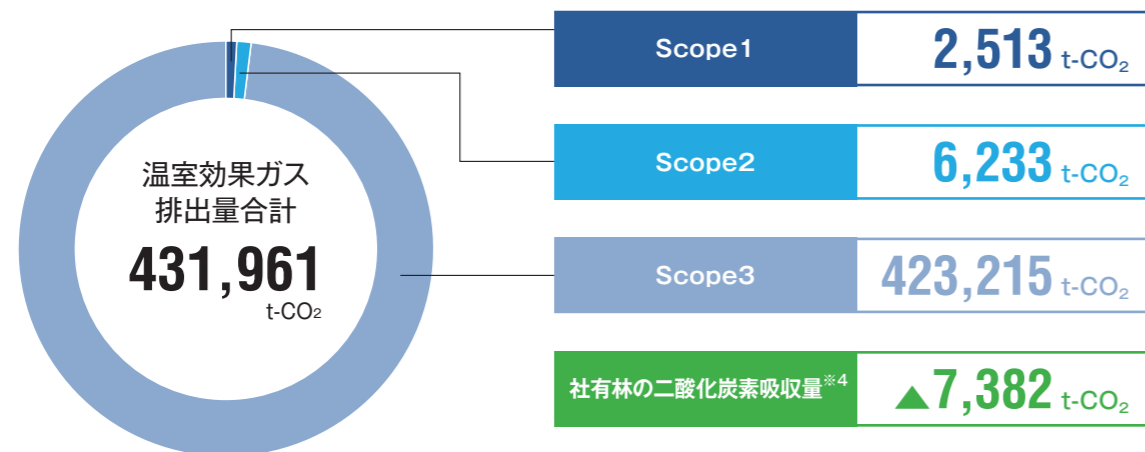 温室効果ガス
排出量合計
431,961
t-CO₂
Scope1
2,513 t-CO₂
Scope2
6,233 t-CO₂
Scope3
423,215 t-CO₂
社有林の二酸化炭素吸収量※4
▲7,382 t-CO₂